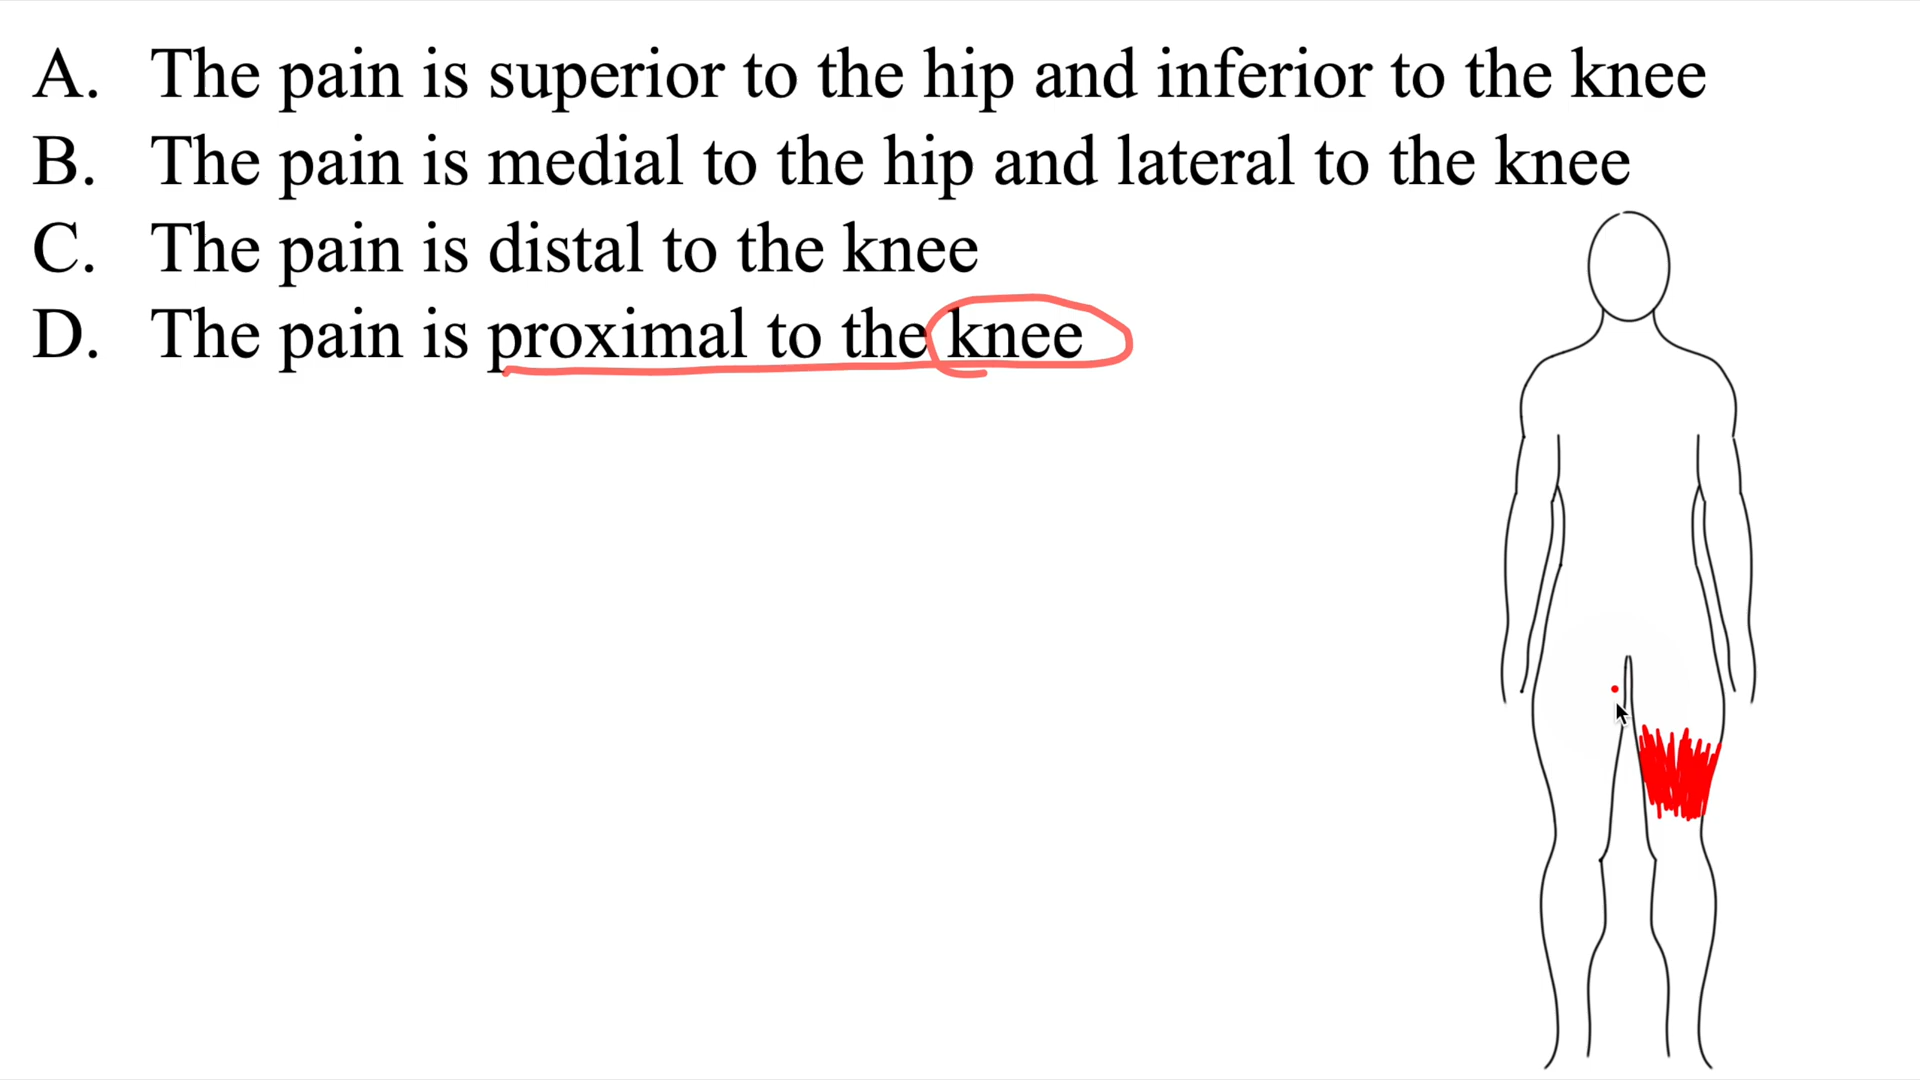 A. The pain is superior to the hip and inferior to the knee
B. The pain is medial to the hip and lateral to the knee
C. The pain is distal to the knee
D. The pain is proximal to the knee